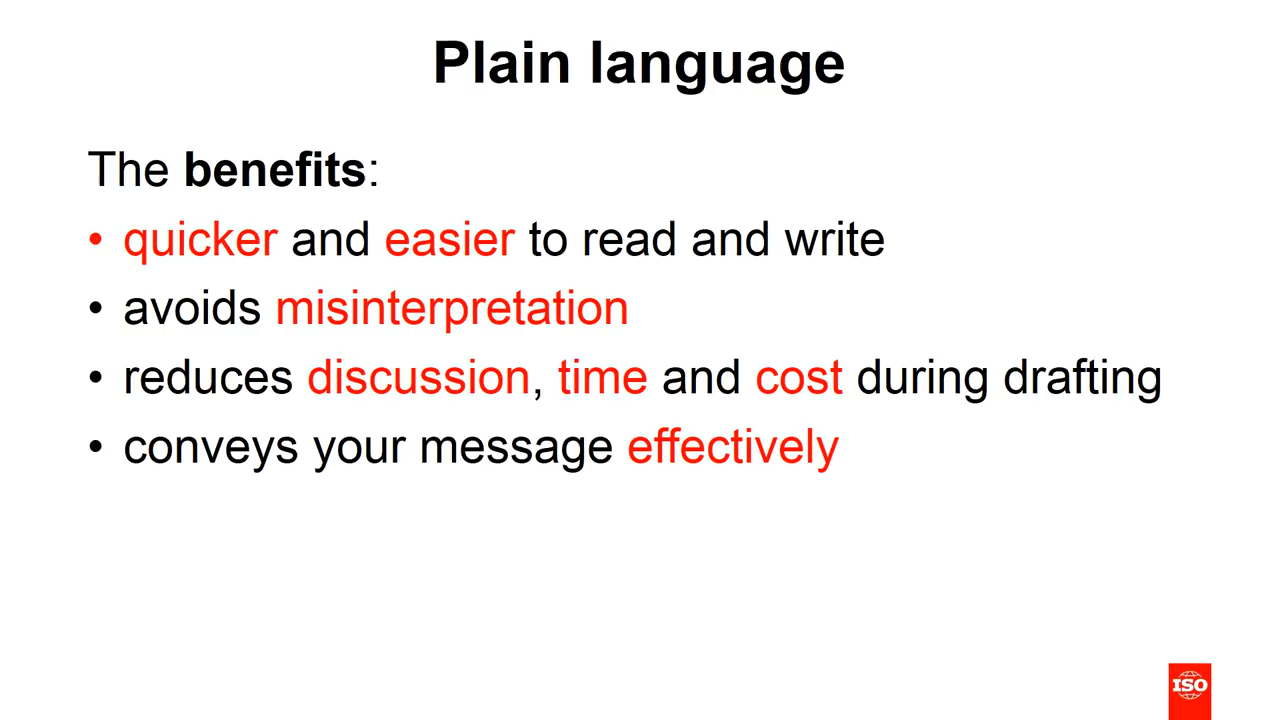 Plain language
The benefits:
• quicker and easier to read and write
• avoids misinterpretation
• reduces discussion, time and cost during drafting
• conveys your message effectively
ISO